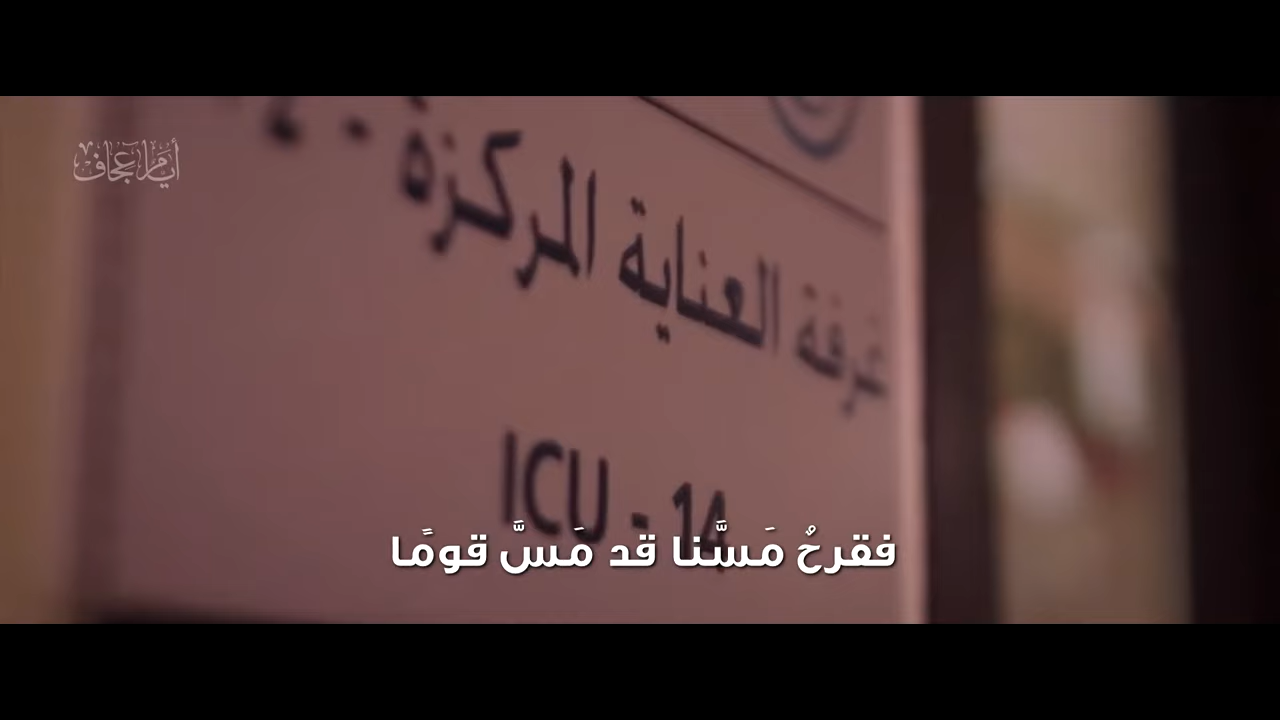 أيام عجاف
غرفة العناية المركزة -
ICU - 14
فقرحُ مَسَّنا قد مَسَّ قومًا